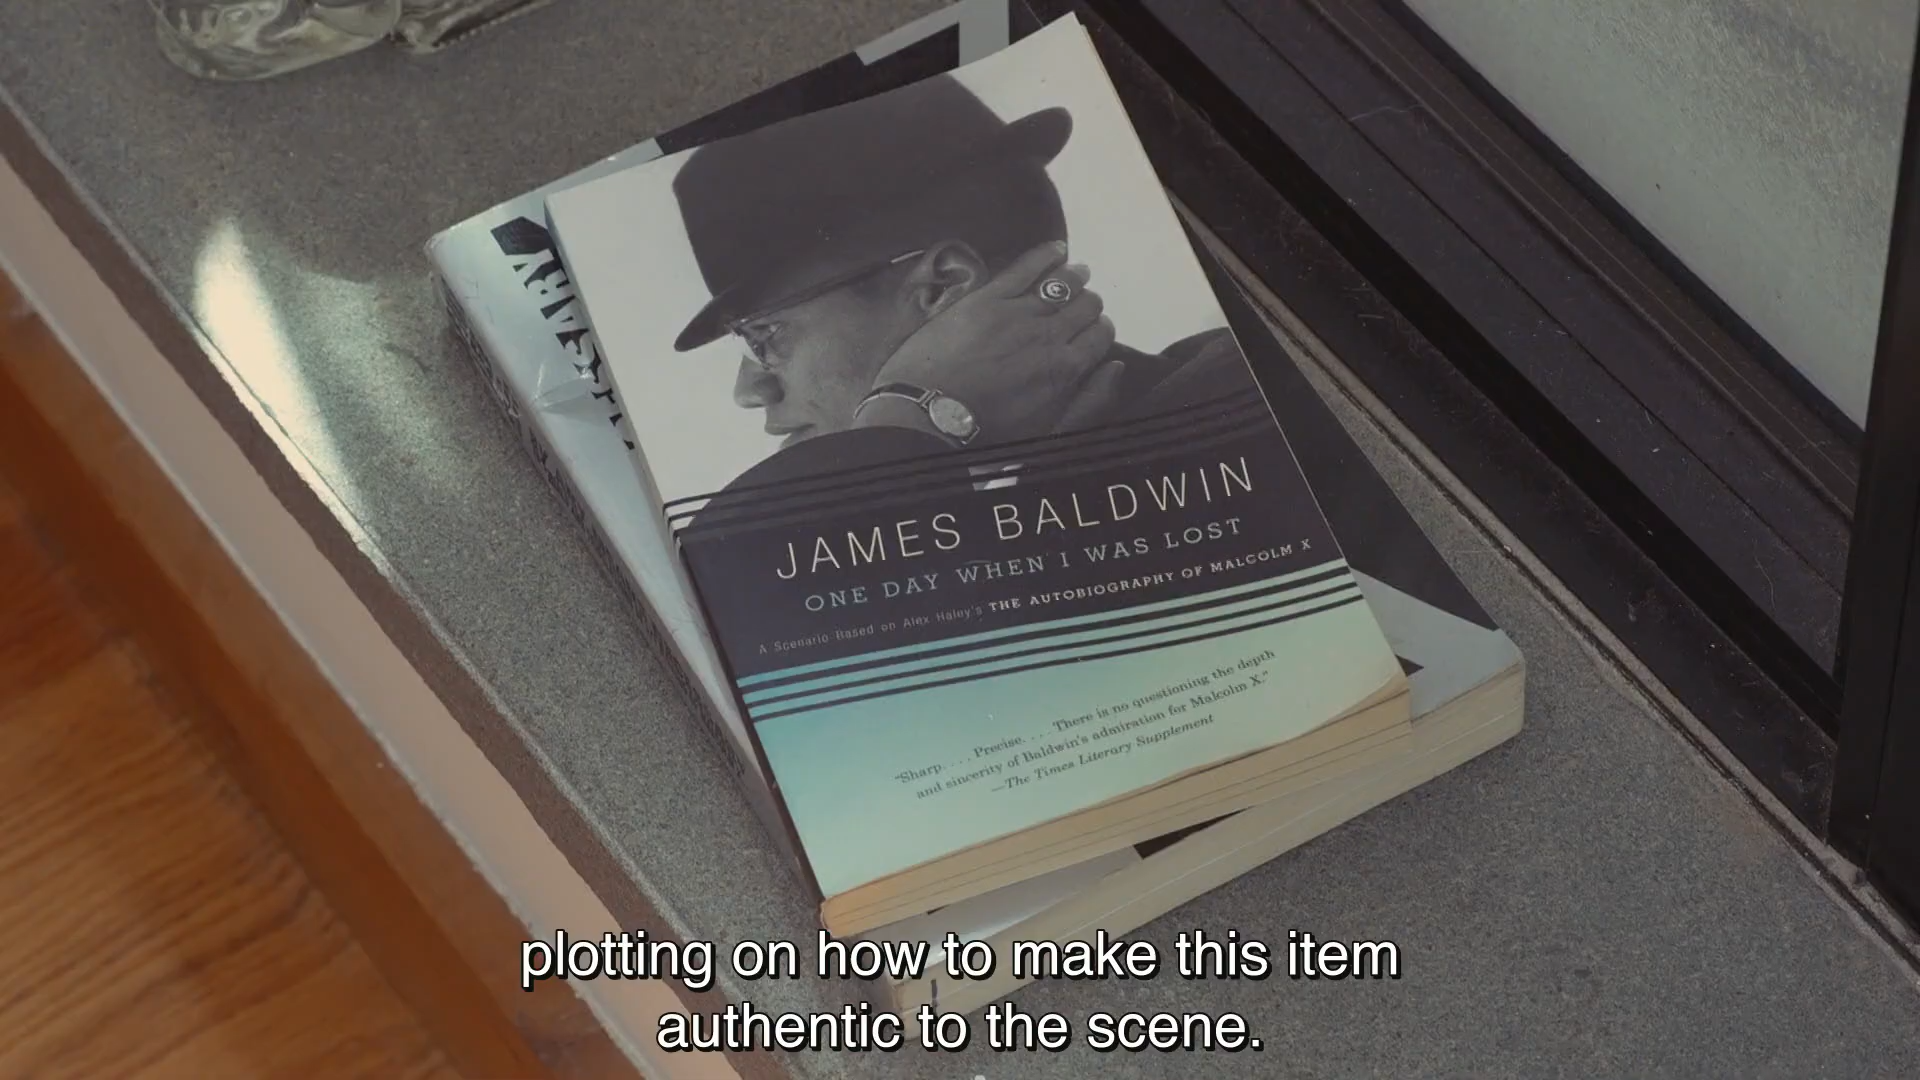 JAMES BALDWIN
ONE DAY WHEN I WAS LOST
A Scenario Based on Alex Haley's THE AUTOBIOGRAPHY OF MALCOLM X
"Sharp. . . . Precise. . . . There is no questioning the depth
and sincerity of Baldwin's admiration for Malcolm X."
—The Times Literary Supplement
plotting on how to make this item
authentic to the scene.